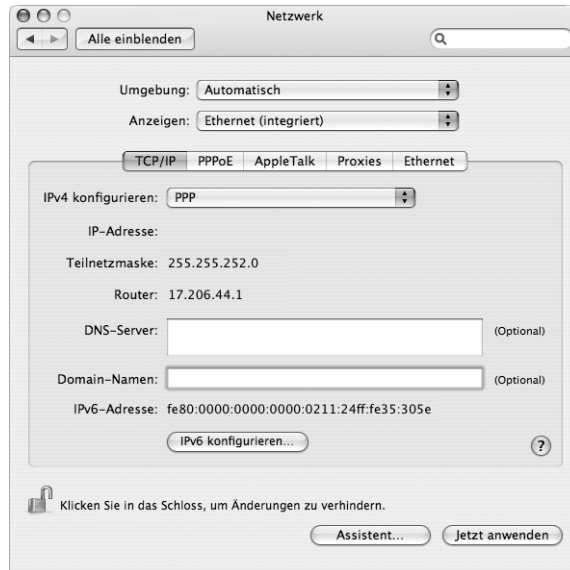 Netzwerk
Alle einblenden
Umgebung: Automatisch
Anzeigen: Ethernet (integriert)
TCP/IP PPPoE AppleTalk Proxies Ethernet
IPv4 konfigurieren: PPP
IP-Adresse:
Teilnetzmaske: 255.255.252.0
Router: 17.206.44.1
DNS-Server: (Optional)
Domain-Namen: (Optional)
IPv6-Adresse: fe80:0000:0000:0000:0211:24ff:fe35:305e
IPv6 konfigurieren... ?
Klicken Sie in das Schloss, um Änderungen zu verhindern.
Assistent... Jetzt anwenden